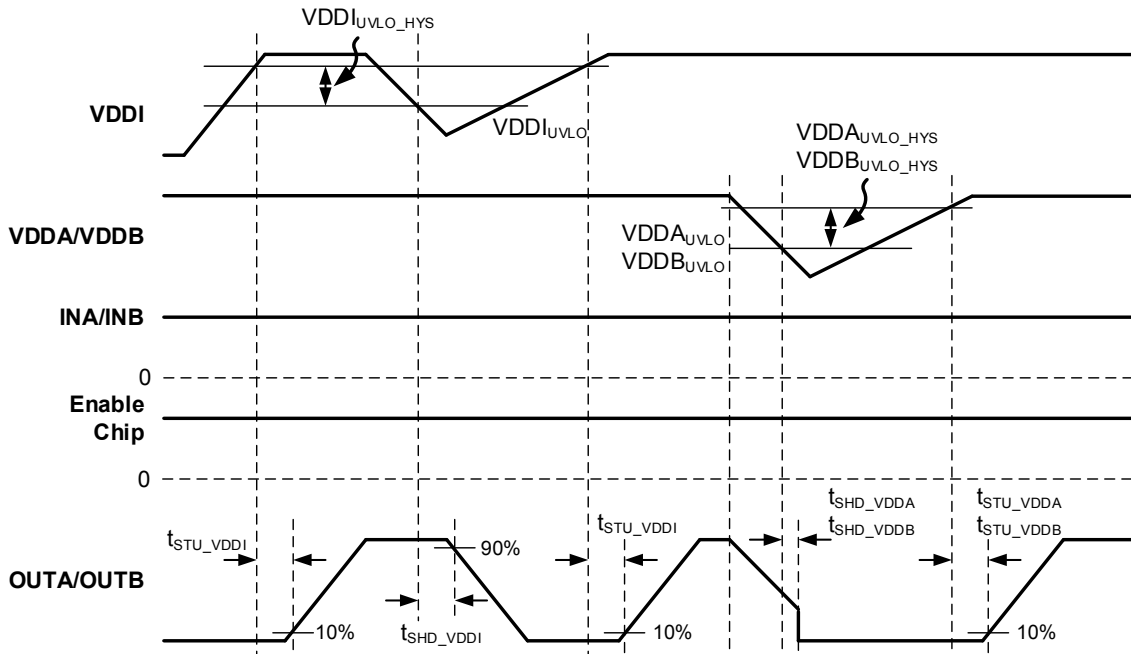 VDDI_UVLO_HYS
VDDI
VDDI_UVLO
VDDA_UVLO_HYS
VDDB_UVLO_HYS
VDDA/VDDB
VDDA_UVLO
VDDB_UVLO
INA/INB
0
Enable
Chip
0
t_SHD_VDDA
t_SHD_VDDB
t_STU_VDDA
t_STU_VDDB
t_STU_VDDI
t_STU_VDDI
90%
OUTA/OUTB
10%
t_SHD_VDDI
10%
10%